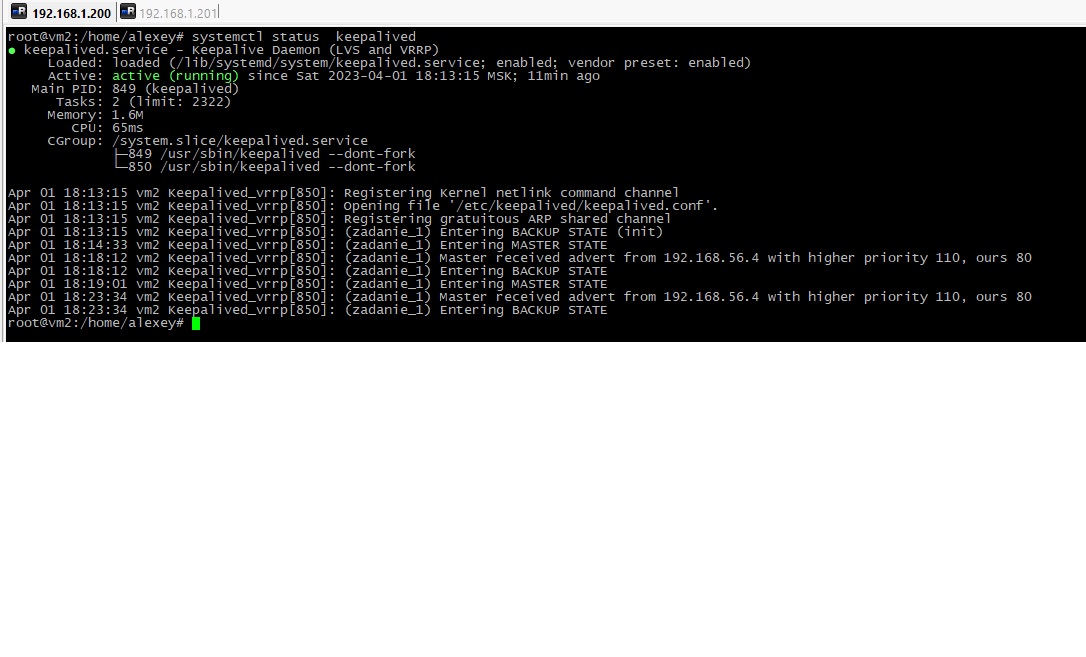 192.168.1.200 192.168.1.201
root@vm2:/home/alexey# systemctl status  keepalived
● keepalived.service - Keepalive Daemon (LVS and VRRP)
     Loaded: loaded (/lib/systemd/system/keepalived.service; enabled; vendor preset: enabled)
     Active: active (running) since Sat 2023-04-01 18:13:15 MSK; 11min ago
   Main PID: 849 (keepalived)
      Tasks: 2 (limit: 2322)
     Memory: 1.6M
        CPU: 65ms
     CGroup: /system.slice/keepalived.service
             ├─849 /usr/sbin/keepalived --dont-fork
             └─850 /usr/sbin/keepalived --dont-fork
Apr 01 18:13:15 vm2 Keepalived_vrrp[850]: Registering Kernel netlink command channel
Apr 01 18:13:15 vm2 Keepalived_vrrp[850]: Opening file '/etc/keepalived/keepalived.conf'.
Apr 01 18:13:15 vm2 Keepalived_vrrp[850]: Registering gratuitous ARP shared channel
Apr 01 18:13:15 vm2 Keepalived_vrrp[850]: (zadanie_1) Entering BACKUP STATE (init)
Apr 01 18:14:33 vm2 Keepalived_vrrp[850]: (zadanie_1) Entering MASTER STATE
Apr 01 18:18:12 vm2 Keepalived_vrrp[850]: (zadanie_1) Master received advert from 192.168.56.4 with higher priority 110, ours 80
Apr 01 18:18:12 vm2 Keepalived_vrrp[850]: (zadanie_1) Entering BACKUP STATE
Apr 01 18:19:01 vm2 Keepalived_vrrp[850]: (zadanie_1) Entering MASTER STATE
Apr 01 18:23:34 vm2 Keepalived_vrrp[850]: (zadanie_1) Master received advert from 192.168.56.4 with higher priority 110, ours 80
Apr 01 18:23:34 vm2 Keepalived_vrrp[850]: (zadanie_1) Entering BACKUP STATE
root@vm2:/home/alexey#